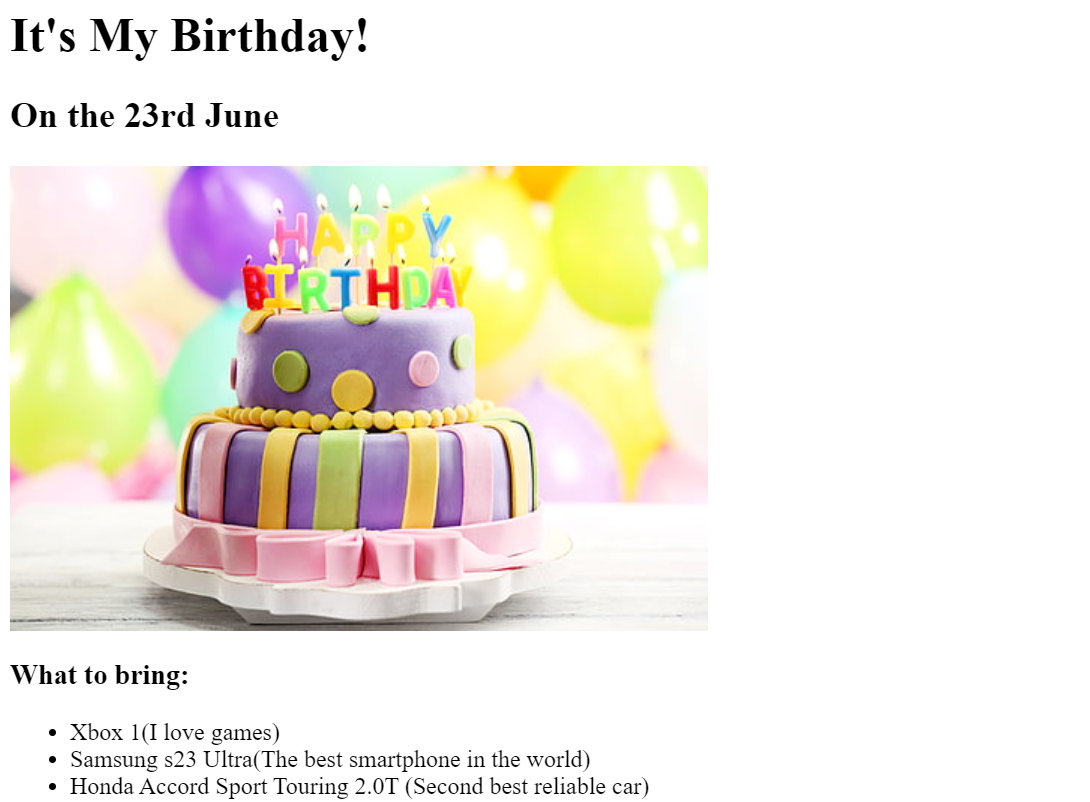 It's My Birthday!
On the 23rd June
HAPPY
BIRTHDAY
What to bring:
Xbox 1(I love games)
Samsung s23 Ultra(The best smartphone in the world)
Honda Accord Sport Touring 2.0T (Second best reliable car)